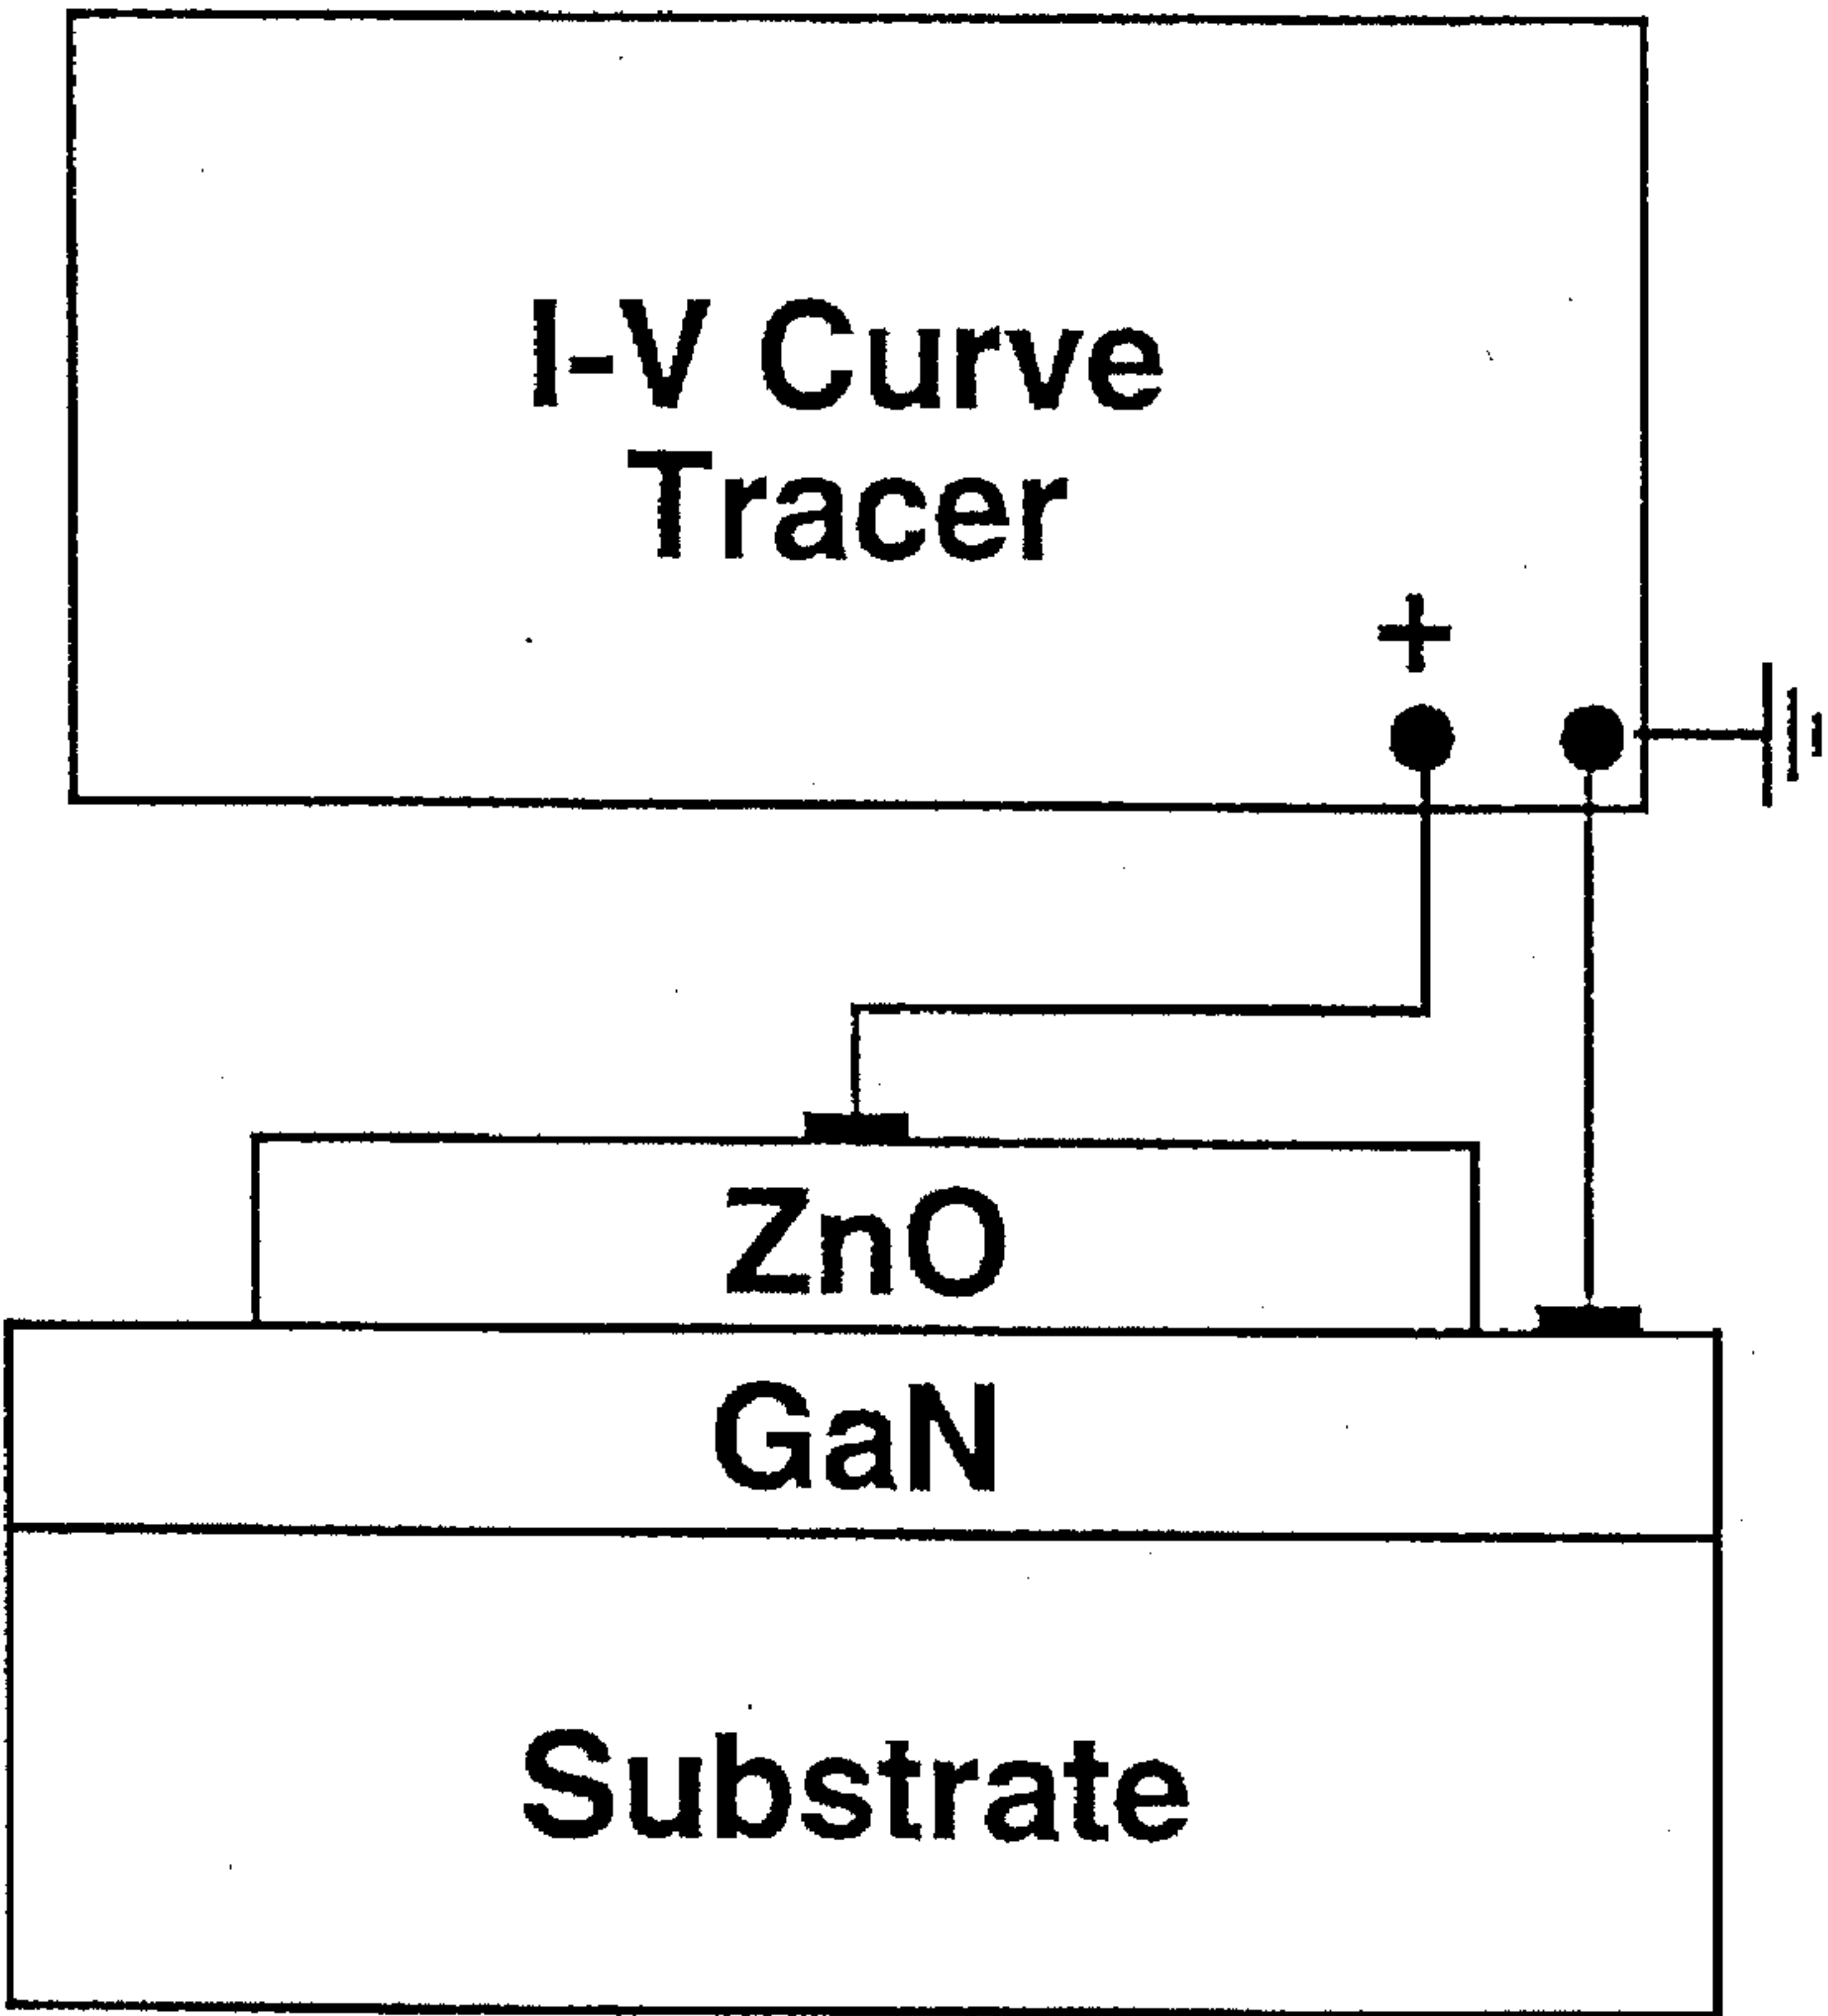 I-V Curve
Tracer
+
ZnO
GaN
Substrate